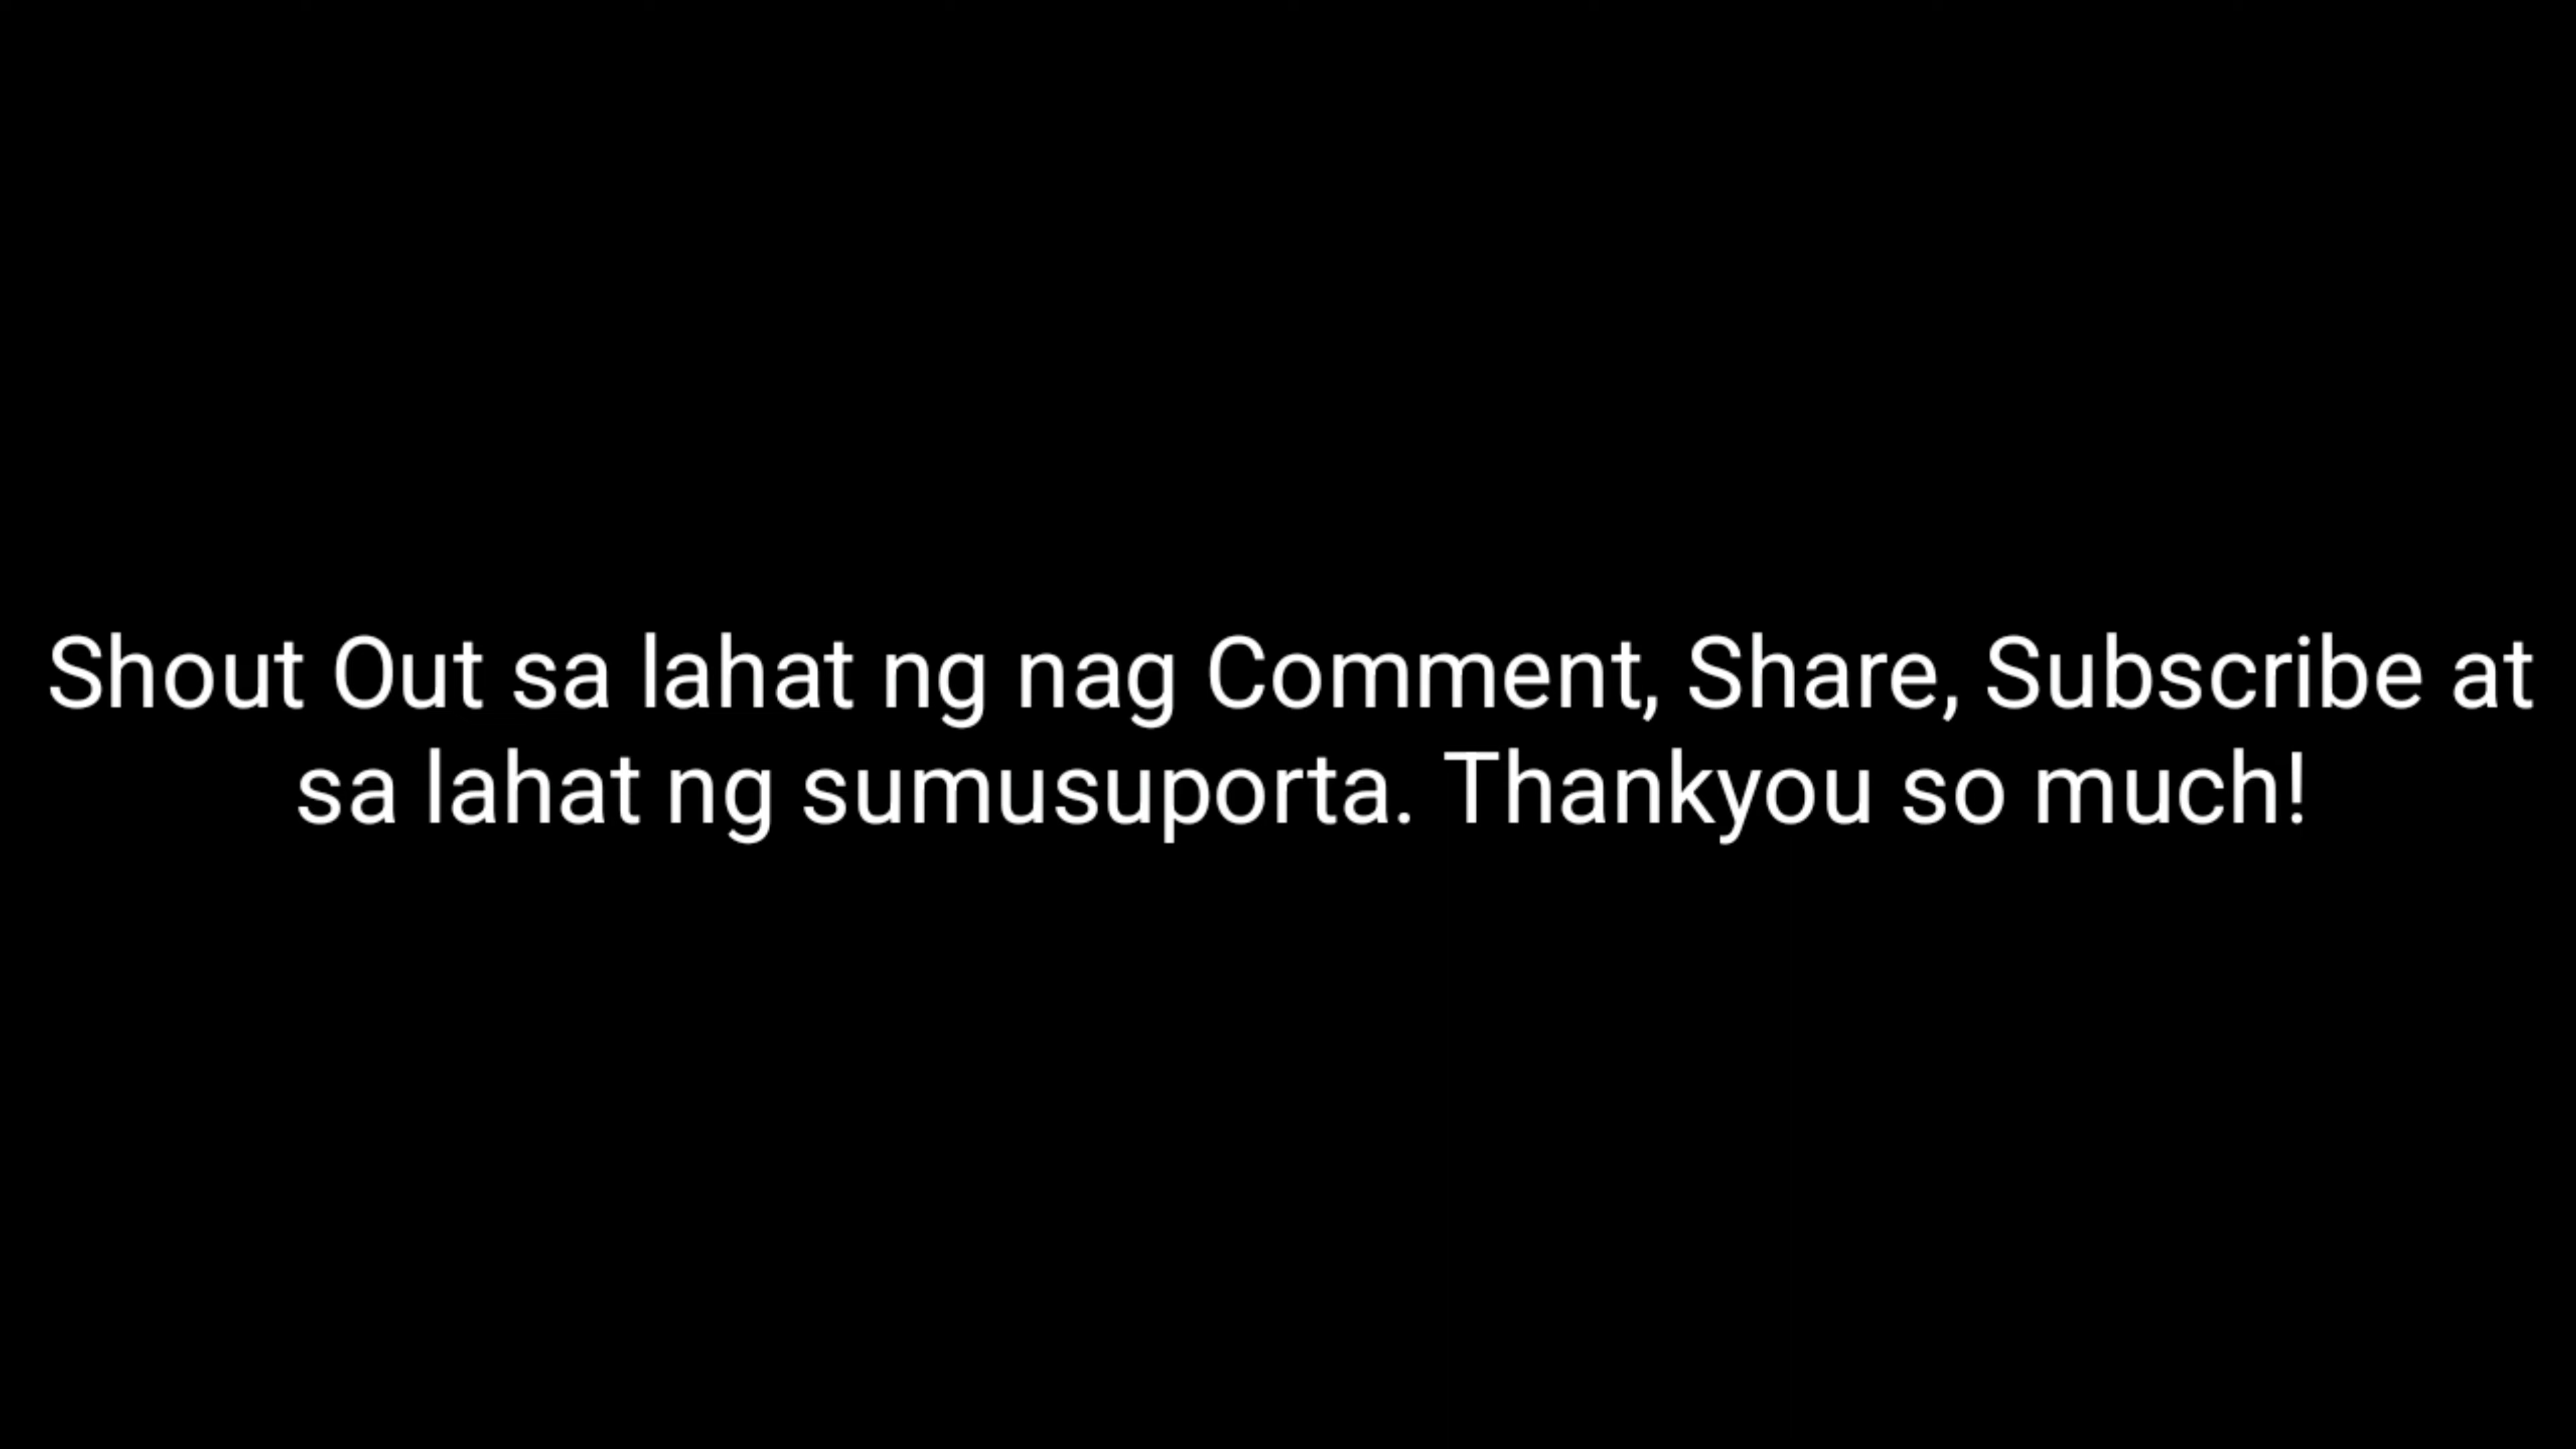 Shout Out sa lahat ng nag Comment, Share, Subscribe at
sa lahat ng sumusuporta. Thankyou so much!